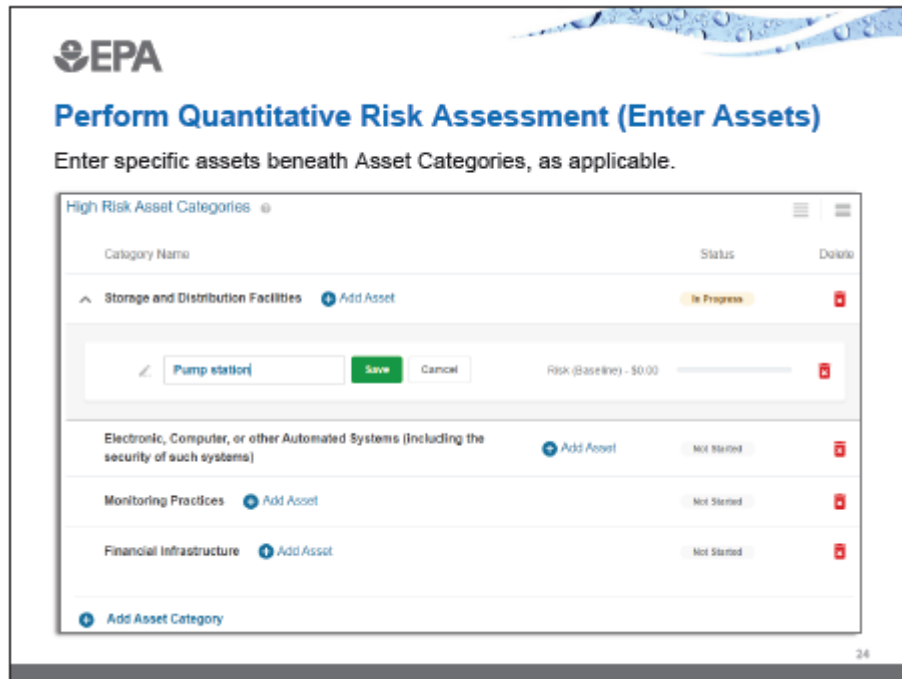 EPA
Perform Quantitative Risk Assessment (Enter Assets)
Enter specific assets beneath Asset Categories, as applicable.
High Risk Asset Categories
Category Name Status Delete
Storage and Distribution Facilities Add Asset In Progress
Pump station Save Cancel Risk (Baseline) - $0.00
Electronic, Computer, or other Automated Systems (including the
security of such systems) Add Asset Not Started
Monitoring Practices Add Asset Not Started
Financial Infrastructure Add Asset Not Started
Add Asset Category
24